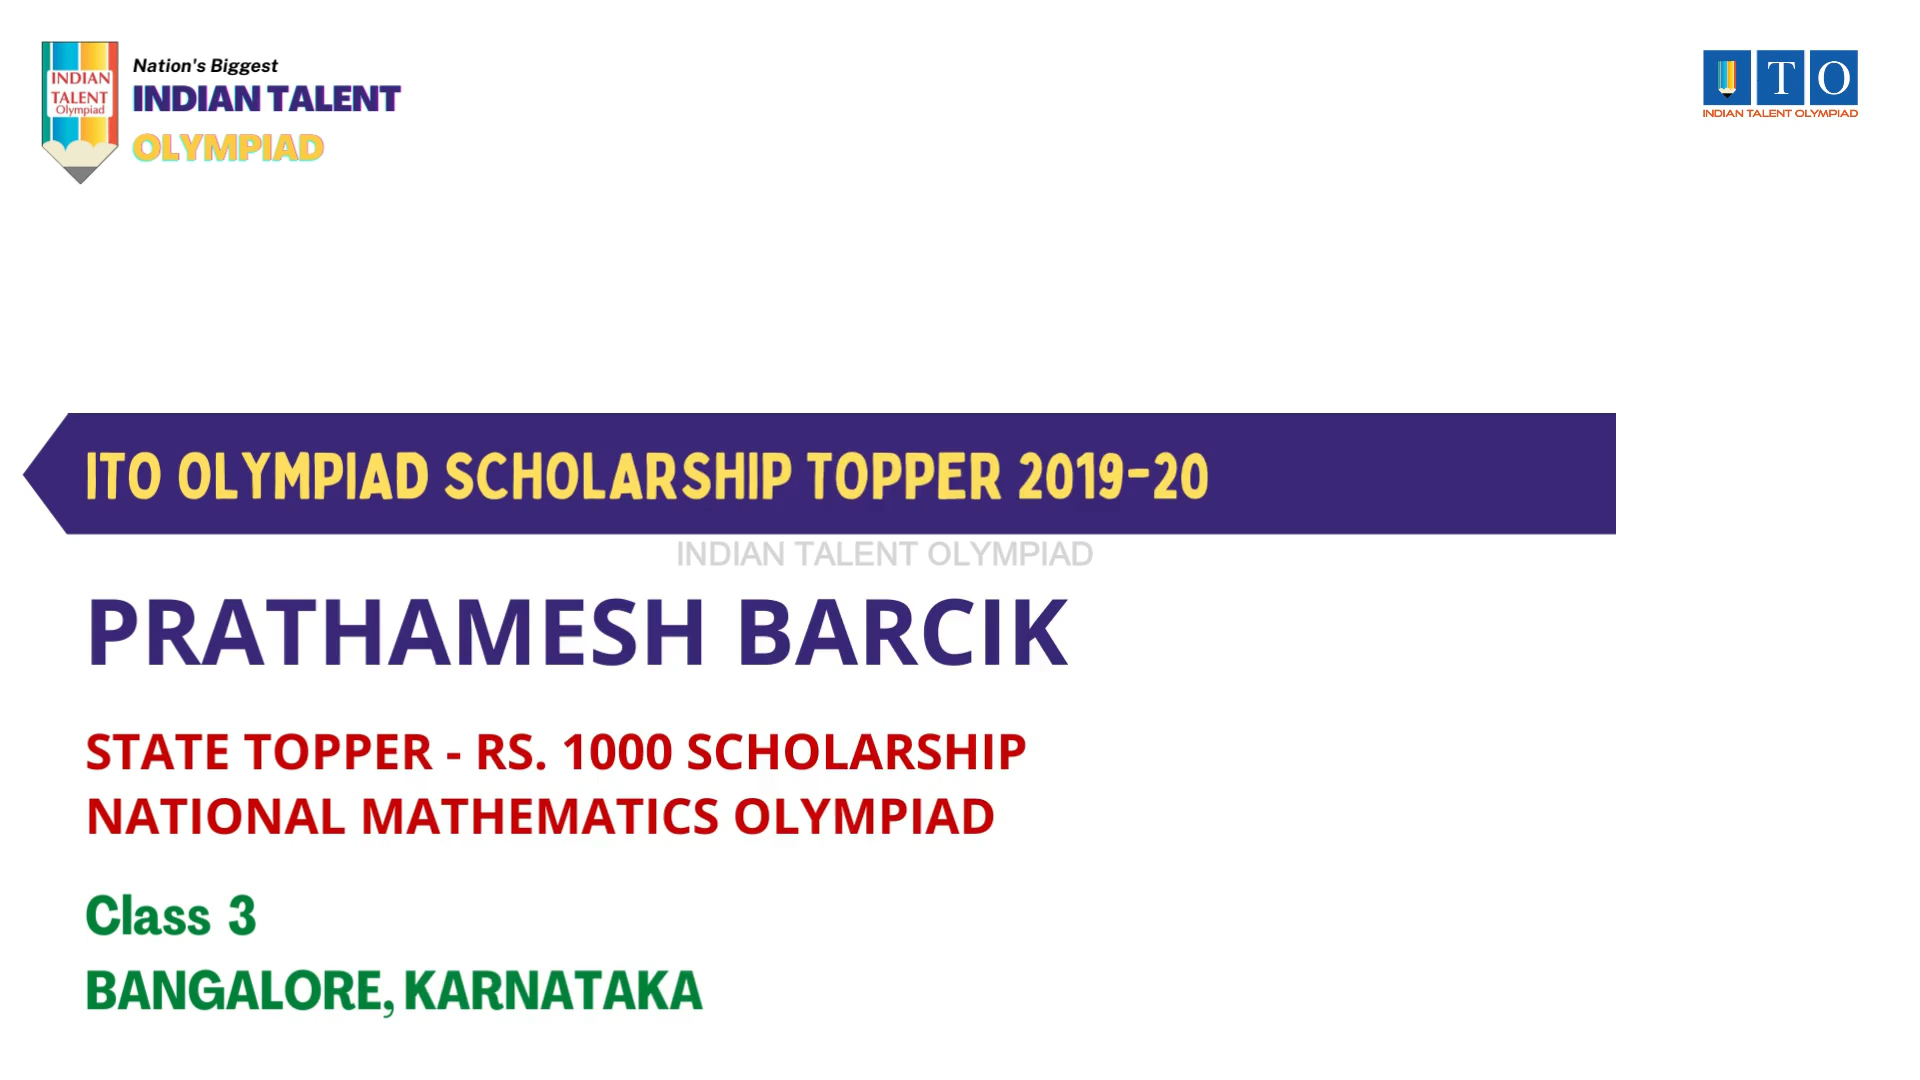 INDIAN
TALENT
Olympiad
Nation's Biggest
INDIAN TALENT
OLYMPIAD
T O
INDIAN TALENT OLYMPIAD
ITO OLYMPIAD SCHOLARSHIP TOPPER 2019-20
INDIAN TALENT OLYMPIAD
PRATHAMESH BARCIK
STATE TOPPER - RS. 1000 SCHOLARSHIP
NATIONAL MATHEMATICS OLYMPIAD
Class 3
BANGALORE, KARNATAKA